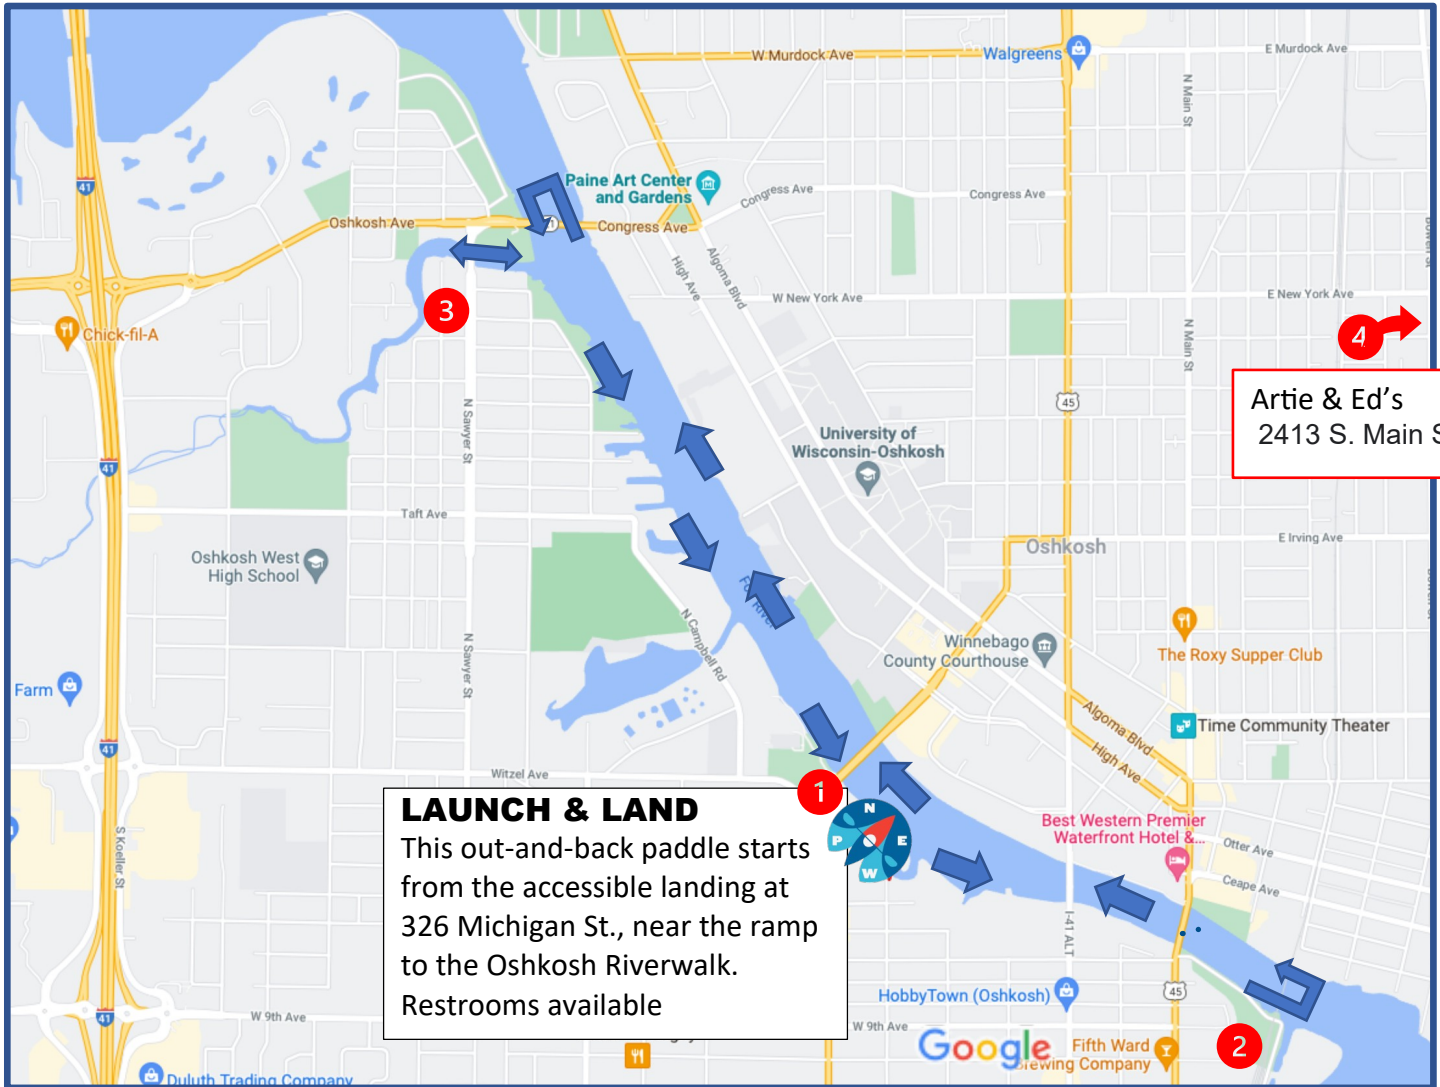 W Murdock Ave
Walgreens
E Murdock Ave
N Main St
41
Paine Art Center
and Gardens
Congress Ave
Congress Ave
Oshkosh Ave
Congress Ave
High Ave
Algoma Blvd
W New York Ave
E New York Ave
3
Chick-fil-A
4
N Main St
Artie & Ed's
2413 S. Main S
45
N Sawyer St
University of
Wisconsin-Oshkosh
41
Taft Ave
Oshkosh
E Irving Ave
Oshkosh West
High School
N Campbell Rd
Winnebago
County Courthouse
The Roxy Supper Club
N Sawyer St
Farm
Algoma Blvd
High Ave
Time Community Theater
41
Witzel Ave
1
LAUNCH & LAND
This out-and-back paddle starts
from the accessible landing at
326 Michigan St., near the ramp
to the Oshkosh Riverwalk.
Restrooms available
N
P
E
W
Best Western Premier
Waterfront Hotel &...
Otter Ave
Ceape Ave
S Koeller St
I-41 ALT
HobbyTown (Oshkosh)
45
41
W 9th Ave
W 9th Ave
Google
Fifth Ward
Brewing Company
2
Duluth Trading Company